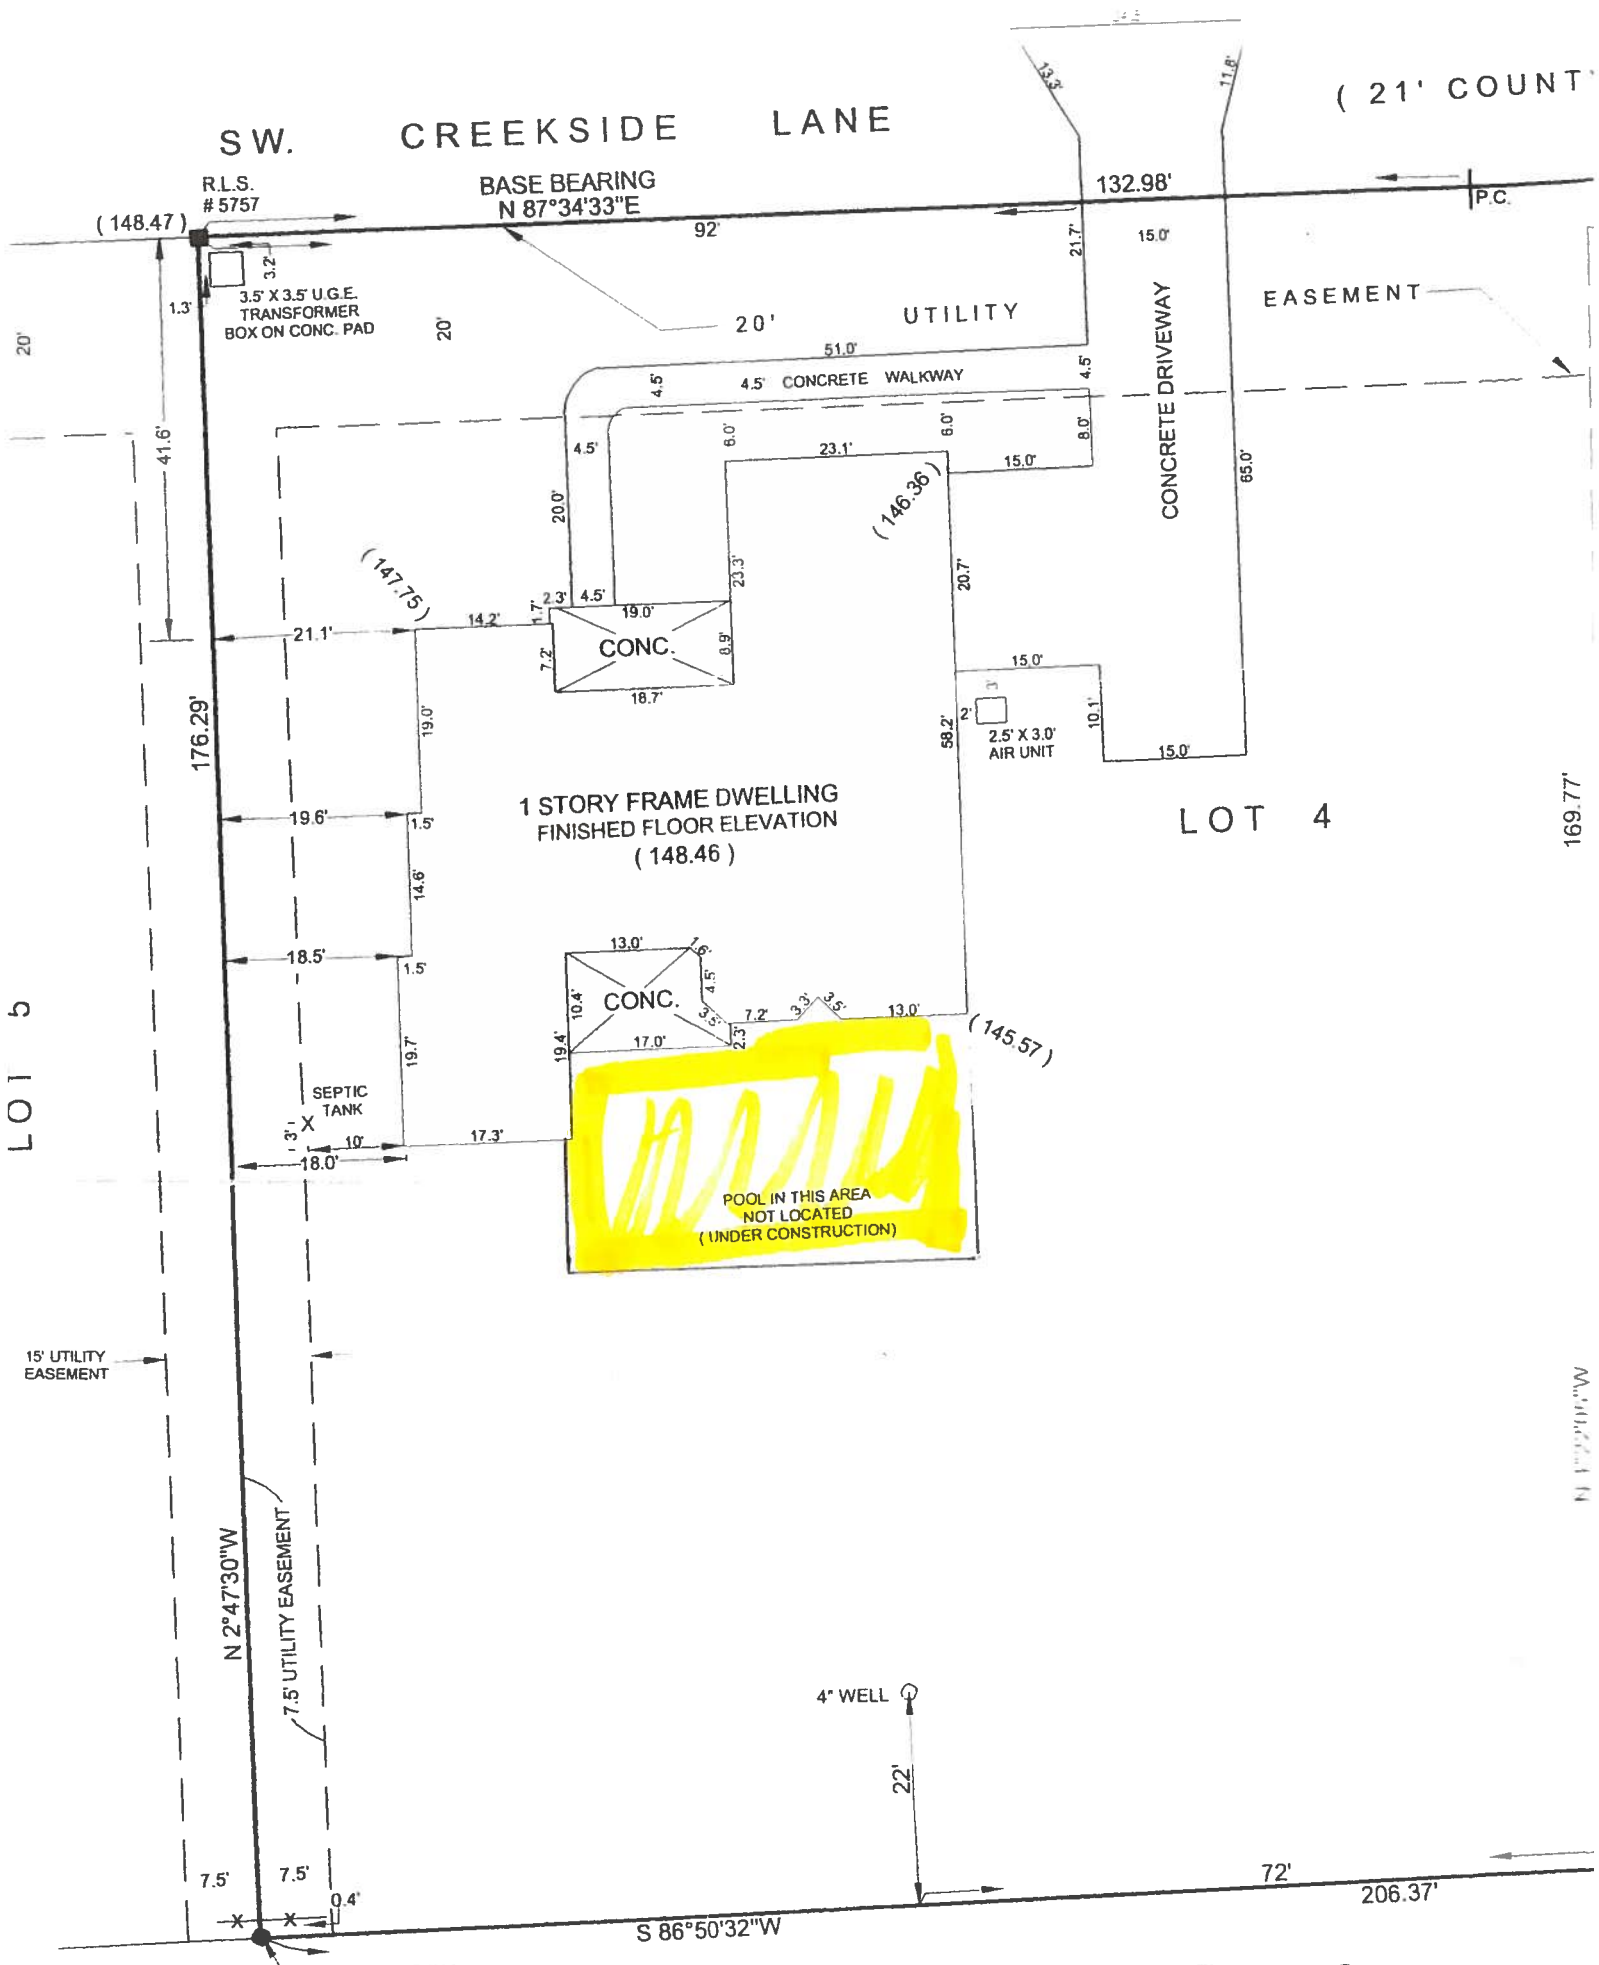 ( 21' COUNT
13.3'
11.8'
SW. CREEKSIDE LANE
R.L.S.
# 5757
BASE BEARING
N 87°34'33"E
132.98'
P.C.
( 148.47 )
92'
21.7'
15.0'
3.2'
1.3'
3.5' X 3.5' U.G.E.
TRANSFORMER
BOX ON CONC. PAD
20'
20'
20' UTILITY EASEMENT
51.0'
4.5'
4.5' CONCRETE WALKWAY
4.5'
CONCRETE DRIVEWAY
41.6'
4.5'
6.0'
23.1'
6.0'
8.0'
15.0'
65.0'
( 146.36 )
20.0'
( 147.75 )
23.3'
20.7'
2.3'
4.5'
1.7'
19.0'
14.2'
21.1'
CONC.
7.2'
8.9'
18.7'
15.0'
3'
2'
58.2'
2.5' X 3.0'
AIR UNIT
10.1'
15.0'
176.29'
19.0'
1 STORY FRAME DWELLING
FINISHED FLOOR ELEVATION
( 148.46 )
LOT 4
169.77'
19.6'
1.5'
14.6'
18.5'
1.5'
13.0'
1.6'
4.5'
CONC.
10.4'
3.5'
7.2'
3.3'
3.5'
13.0'
( 145.57 )
2.3'
17.0'
19.4'
19.7'
LOT 5
SEPTIC
TANK
3'
X
10'
17.3'
18.0'
POOL IN THIS AREA
NOT LOCATED
( UNDER CONSTRUCTION)
15' UTILITY
EASEMENT
N 2°47'30"W
7.5' UTILITY EASEMENT
4" WELL
22'
7.5'
7.5'
0.4'
X
X
S 86°50'32"W
72'
206.37'